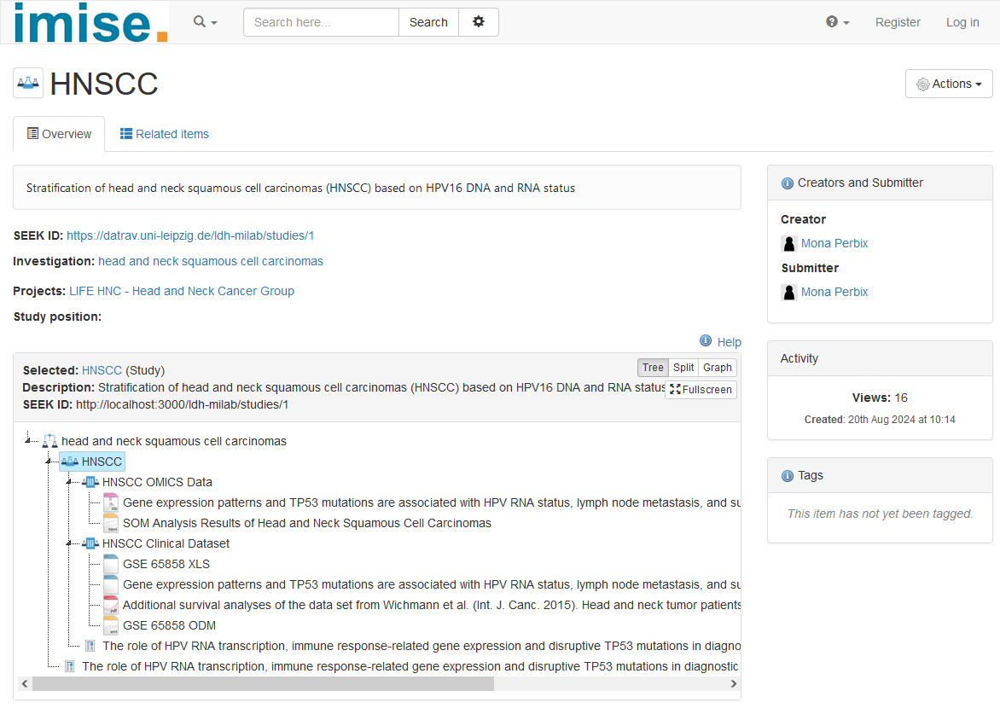 imise.
Search here...
Search
Register
Log in
HNSCC
Actions
Overview
Related items
Stratification of head and neck squamous cell carcinomas (HNSCC) based on HPV16 DNA and RNA status
SEEK ID: https://datrav.uni-leipzig.de/ldh-milab/studies/1
Investigation: head and neck squamous cell carcinomas
Projects: LIFE HNC - Head and Neck Cancer Group
Study position:
Help
Selected: HNSCC (Study)
Tree Split Graph
Description: Stratification of head and neck squamous cell carcinomas (HNSCC) based on HPV16 DNA and RNA status
Fullscreen
SEEK ID: http://localhost:3000/ldh-milab/studies/1
head and neck squamous cell carcinomas
HNSCC
HNSCC OMICS Data
Gene expression patterns and TP53 mutations are associated with HPV RNA status, lymph node metastasis, and su
SOM Analysis Results of Head and Neck Squamous Cell Carcinomas
HNSCC Clinical Dataset
GSE 65858 XLS
Gene expression patterns and TP53 mutations are associated with HPV RNA status, lymph node metastasis, and su
Additional survival analyses of the data set from Wichmann et al. (Int. J. Canc. 2015). Head and neck tumor patients
GSE 65858 ODM
The role of HPV RNA transcription, immune response-related gene expression and disruptive TP53 mutations in diagno
The role of HPV RNA transcription, immune response-related gene expression and disruptive TP53 mutations in diagnostic
Creators and Submitter
Creator
Mona Perbix
Submitter
Mona Perbix
Activity
Views: 16
Created: 20th Aug 2024 at 10:14
Tags
This item has not yet been tagged.